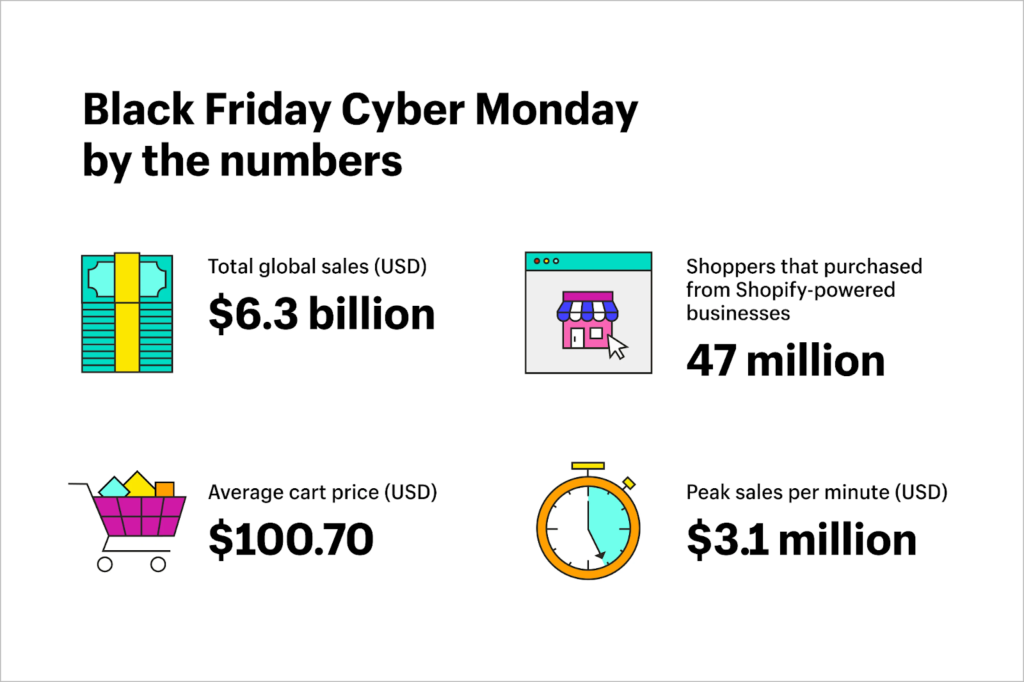 Black Friday Cyber Monday
by the numbers
Total global sales (USD)
$6.3 billion
Shoppers that purchased
from Shopify-powered
businesses
47 million
Average cart price (USD)
$100.70
Peak sales per minute (USD)
$3.1 million